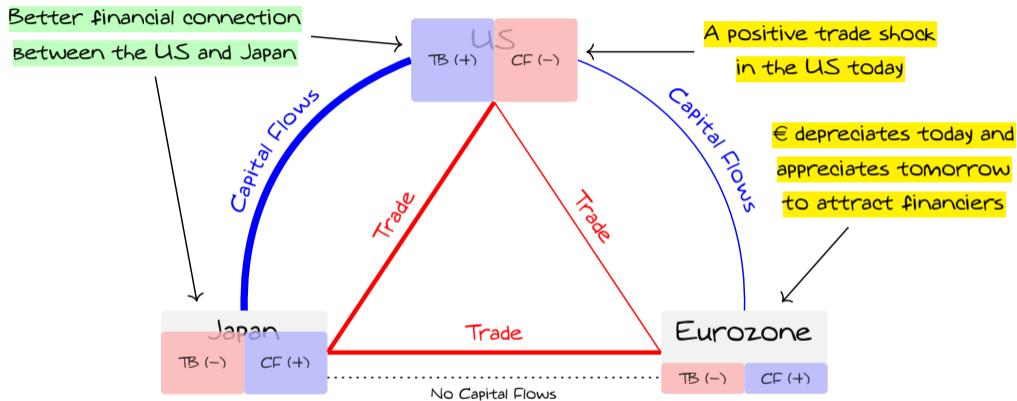 Better financial connection
between the US and Japan
US
TB (+)
CF (−)
A positive trade shock
in the US today
Capital Flows
Capital Flows
€ depreciates today and
appreciates tomorrow
to attract financiers
Trade
Trade
Japan
Trade
Eurozone
TB (−)
CF (+)
No Capital Flows
TB (−)
CF (+)